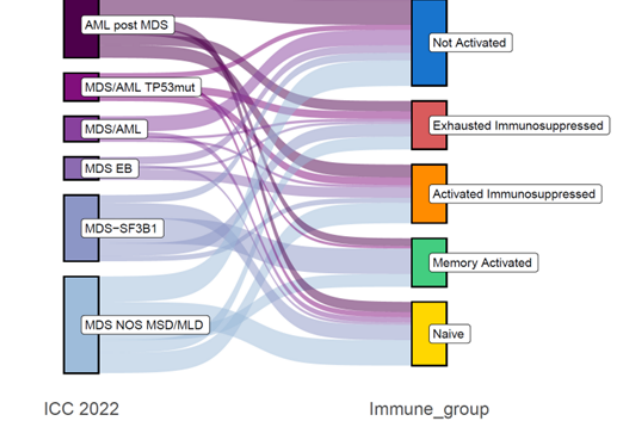 AML post MDS
MDS/AML TP53mut
MDS/AML
MDS EB
MDS−SF3B1
MDS NOS MSD/MLD
Not Activated
Exhausted Immunosuppressed
Activated Immunosuppressed
Memory Activated
Naive
ICC 2022
Immune_group